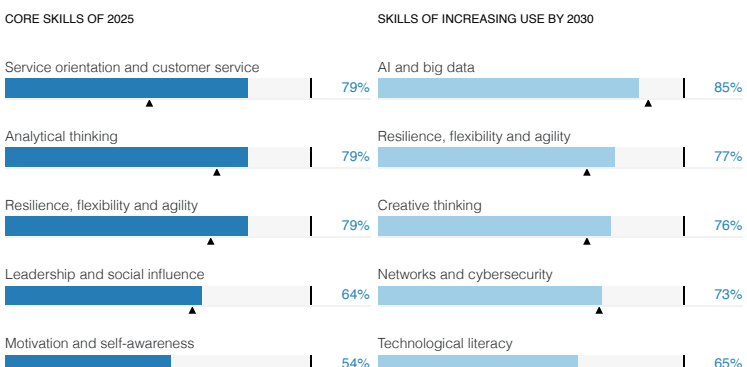 CORE SKILLS OF 2025
Service orientation and customer service
79%
Analytical thinking
79%
Resilience, flexibility and agility
79%
Leadership and social influence
64%
Motivation and self-awareness
54%
SKILLS OF INCREASING USE BY 2030
AI and big data
85%
Resilience, flexibility and agility
77%
Creative thinking
76%
Networks and cybersecurity
73%
Technological literacy
65%